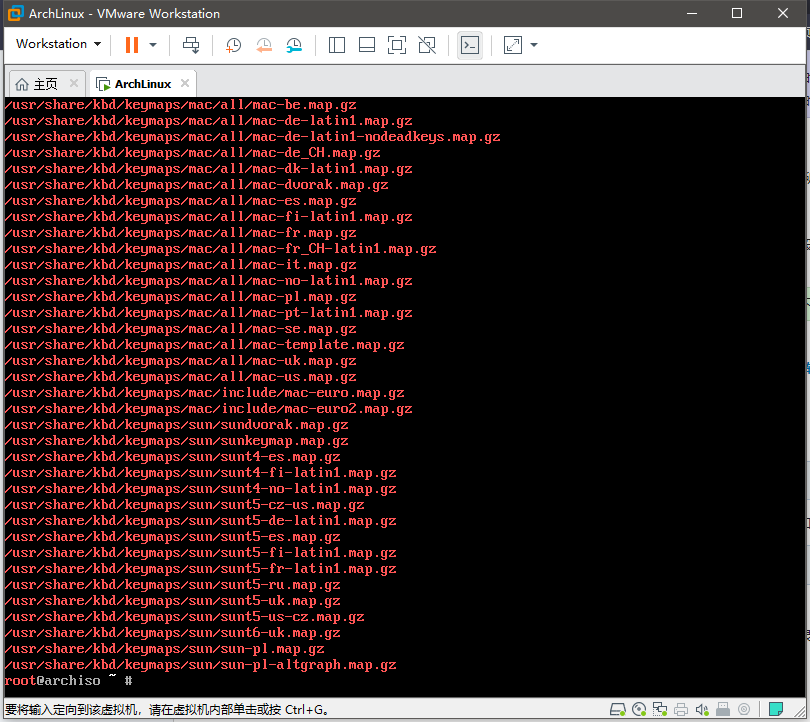 ArchLinux - VMware Workstation
Workstation
主页
ArchLinux
/usr/share/kbd/keymaps/mac/all/mac-be.map.gz
/usr/share/kbd/keymaps/mac/all/mac-de-latin1.map.gz
/usr/share/kbd/keymaps/mac/all/mac-de-latin1-nodeadkeys.map.gz
/usr/share/kbd/keymaps/mac/all/mac-de_CH.map.gz
/usr/share/kbd/keymaps/mac/all/mac-dk-latin1.map.gz
/usr/share/kbd/keymaps/mac/all/mac-dvorak.map.gz
/usr/share/kbd/keymaps/mac/all/mac-es.map.gz
/usr/share/kbd/keymaps/mac/all/mac-fi-latin1.map.gz
/usr/share/kbd/keymaps/mac/all/mac-fr.map.gz
/usr/share/kbd/keymaps/mac/all/mac-fr_CH-latin1.map.gz
/usr/share/kbd/keymaps/mac/all/mac-it.map.gz
/usr/share/kbd/keymaps/mac/all/mac-no-latin1.map.gz
/usr/share/kbd/keymaps/mac/all/mac-pl.map.gz
/usr/share/kbd/keymaps/mac/all/mac-pt-latin1.map.gz
/usr/share/kbd/keymaps/mac/all/mac-se.map.gz
/usr/share/kbd/keymaps/mac/all/mac-template.map.gz
/usr/share/kbd/keymaps/mac/all/mac-uk.map.gz
/usr/share/kbd/keymaps/mac/all/mac-us.map.gz
/usr/share/kbd/keymaps/mac/include/mac-euro.map.gz
/usr/share/kbd/keymaps/mac/include/mac-euro2.map.gz
/usr/share/kbd/keymaps/sun/sundvorak.map.gz
/usr/share/kbd/keymaps/sun/sunkeymap.map.gz
/usr/share/kbd/keymaps/sun/sunt4-es.map.gz
/usr/share/kbd/keymaps/sun/sunt4-fi-latin1.map.gz
/usr/share/kbd/keymaps/sun/sunt4-no-latin1.map.gz
/usr/share/kbd/keymaps/sun/sunt5-cz-us.map.gz
/usr/share/kbd/keymaps/sun/sunt5-de-latin1.map.gz
/usr/share/kbd/keymaps/sun/sunt5-es.map.gz
/usr/share/kbd/keymaps/sun/sunt5-fi-latin1.map.gz
/usr/share/kbd/keymaps/sun/sunt5-fr-latin1.map.gz
/usr/share/kbd/keymaps/sun/sunt5-ru.map.gz
/usr/share/kbd/keymaps/sun/sunt5-uk.map.gz
/usr/share/kbd/keymaps/sun/sunt5-us-cz.map.gz
/usr/share/kbd/keymaps/sun/sunt6-uk.map.gz
/usr/share/kbd/keymaps/sun/sun-pl.map.gz
/usr/share/kbd/keymaps/sun/sun-pl-altgraph.map.gz
root@archiso ~ #
要将输入定向到该虚拟机，请在虚拟机内部单击或按 Ctrl+G。